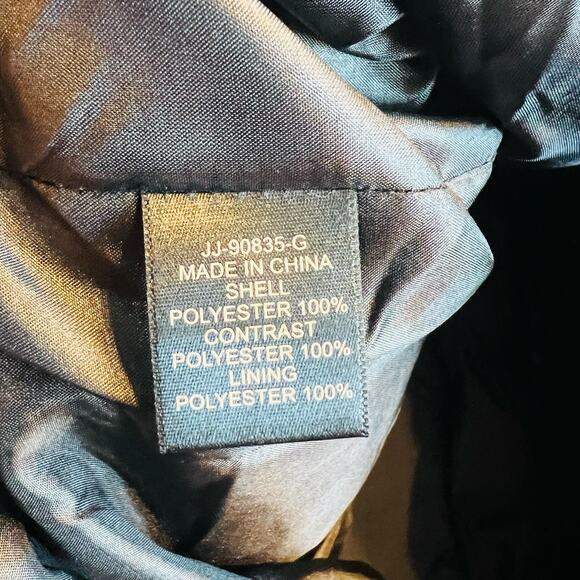 JJ-90835-G
MADE IN CHINA
SHELL
POLYESTER 100%
CONTRAST
POLYESTER 100%
LINING
POLYESTER 100%